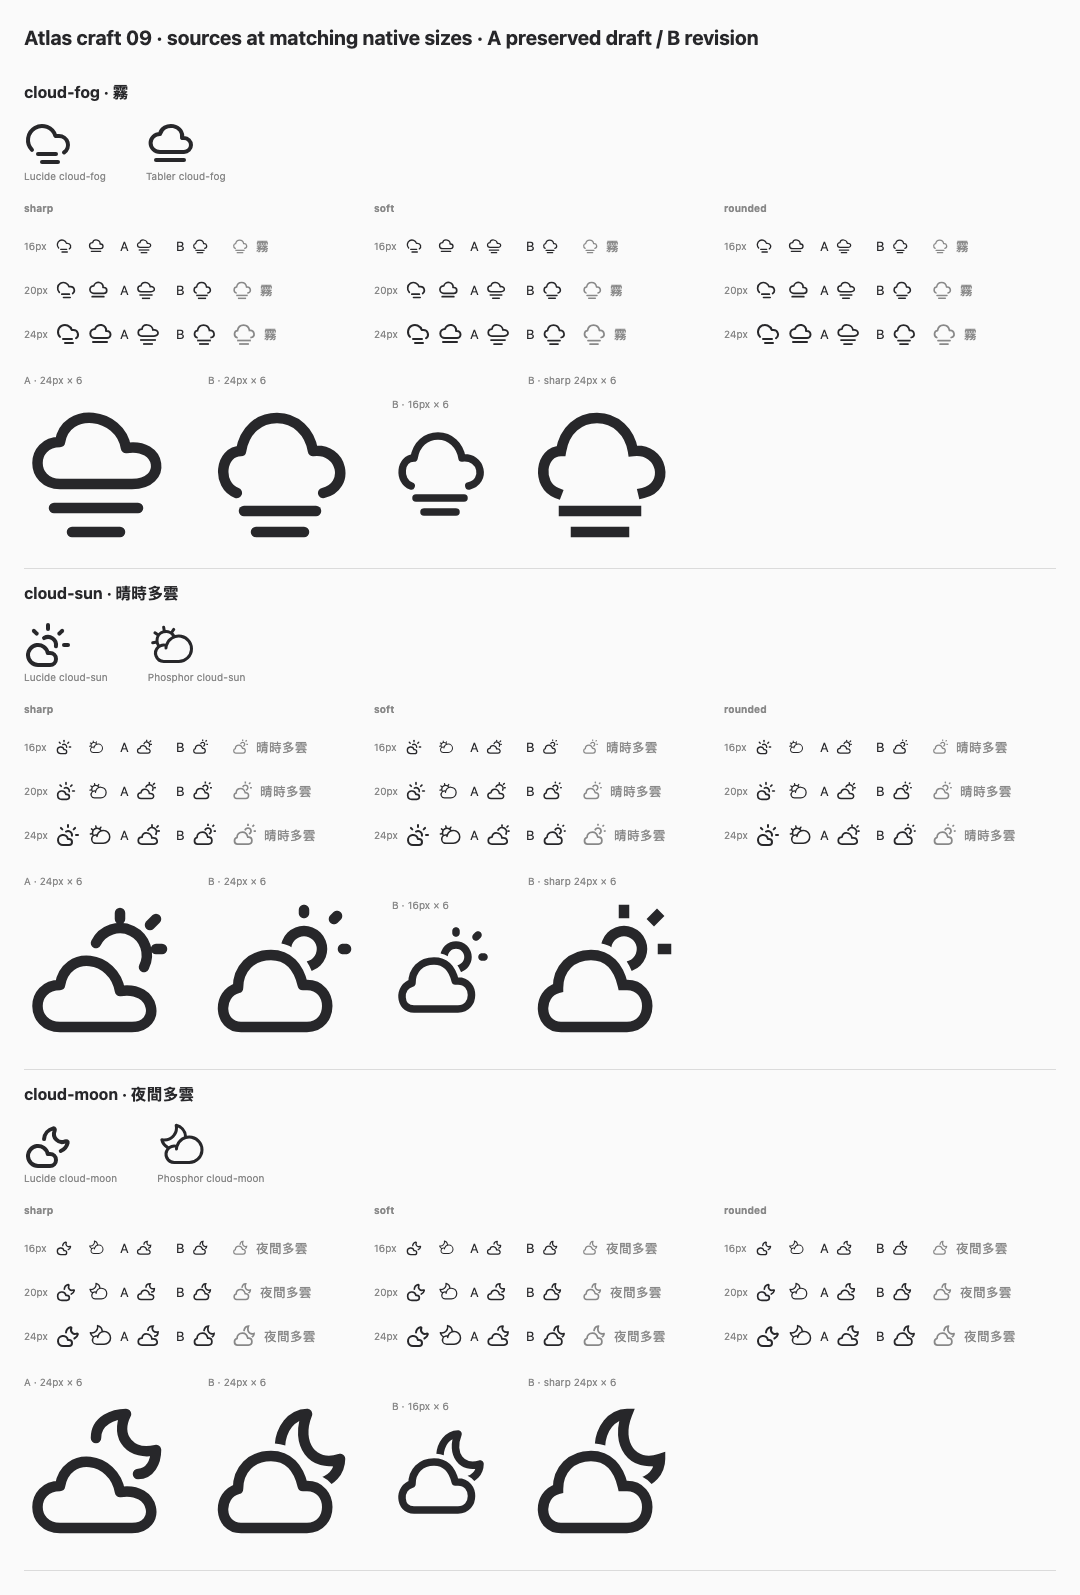 Atlas craft 09 · sources at matching native sizes · A preserved draft / B revision
cloud-fog · 霧
Lucide cloud-fog Tabler cloud-fog
sharp soft rounded
16px A B 霧 16px A B 霧 16px A B 霧
20px A B 霧 20px A B 霧 20px A B 霧
24px A B 霧 24px A B 霧 24px A B 霧
A · 24px × 6 B · 24px × 6 B · sharp 24px × 6
B · 16px × 6
cloud-sun · 晴時多雲
Lucide cloud-sun Phosphor cloud-sun
sharp soft rounded
16px A B 晴時多雲 16px A B 晴時多雲 16px A B 晴時多雲
20px A B 晴時多雲 20px A B 晴時多雲 20px A B 晴時多雲
24px A B 晴時多雲 24px A B 晴時多雲 24px A B 晴時多雲
A · 24px × 6 B · 24px × 6 B · sharp 24px × 6
B · 16px × 6
cloud-moon · 夜間多雲
Lucide cloud-moon Phosphor cloud-moon
sharp soft rounded
16px A B 夜間多雲 16px A B 夜間多雲 16px A B 夜間多雲
20px A B 夜間多雲 20px A B 夜間多雲 20px A B 夜間多雲
24px A B 夜間多雲 24px A B 夜間多雲 24px A B 夜間多雲
A · 24px × 6 B · 24px × 6 B · sharp 24px × 6
B · 16px × 6